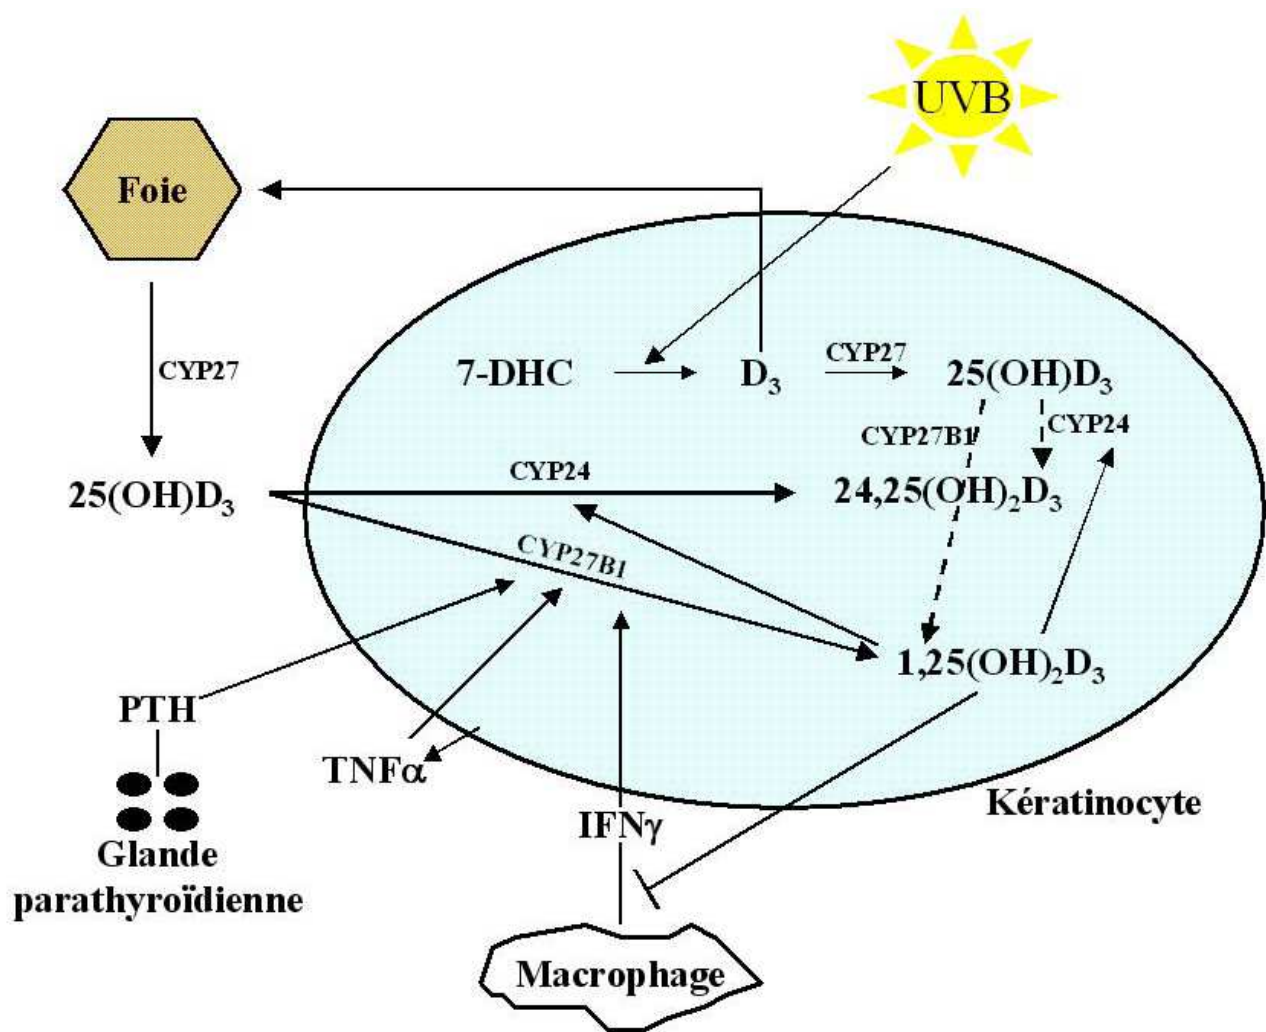 UVB
Foie
CYP27
7-DHC
D₃
CYP27
25(OH)D₃
CYP27B1
CYP24
25(OH)D₃
CYP24
24,25(OH)₂D₃
CYP27B1
1,25(OH)₂D₃
PTH
TNFα
IFNγ
Kératinocyte
Glande
parathyroïdienne
Macrophage